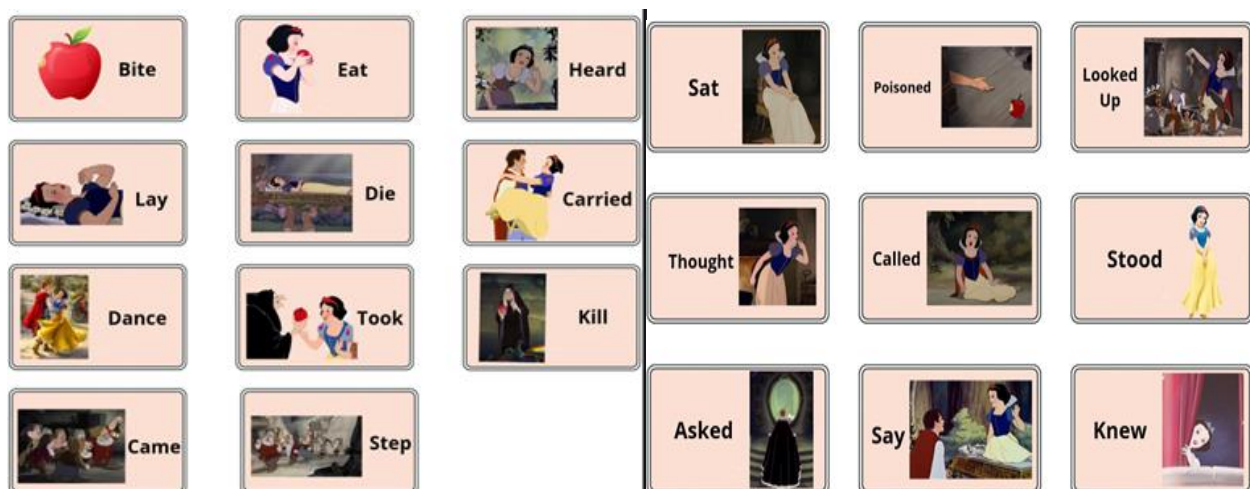 Bite
Eat
Heard
Lay
Die
Carried
Dance
Took
Kill
Came
Step
Sat
Poisoned
Looked
Up
Thought
Called
Stood
Asked
Say
Knew